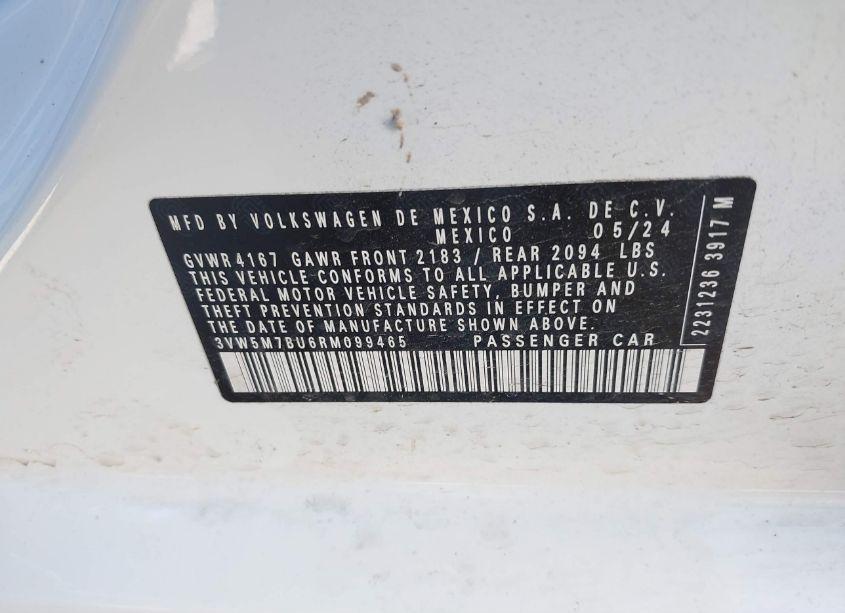 MFD BY VOLKSWAGEN DE MEXICO S.A. DE C.V.
MEXICO 05/24
GVWR 4167 GAWR FRONT 2183 / REAR 2094 LBS
THIS VEHICLE CONFORMS TO ALL APPLICABLE U.S.
FEDERAL MOTOR VEHICLE SAFETY, BUMPER AND
THEFT PREVENTION STANDARDS IN EFFECT ON
THE DATE OF MANUFACTURE SHOWN ABOVE.
3VW5M7BU6RM099465 PASSENGER CAR
2231236 3917 M